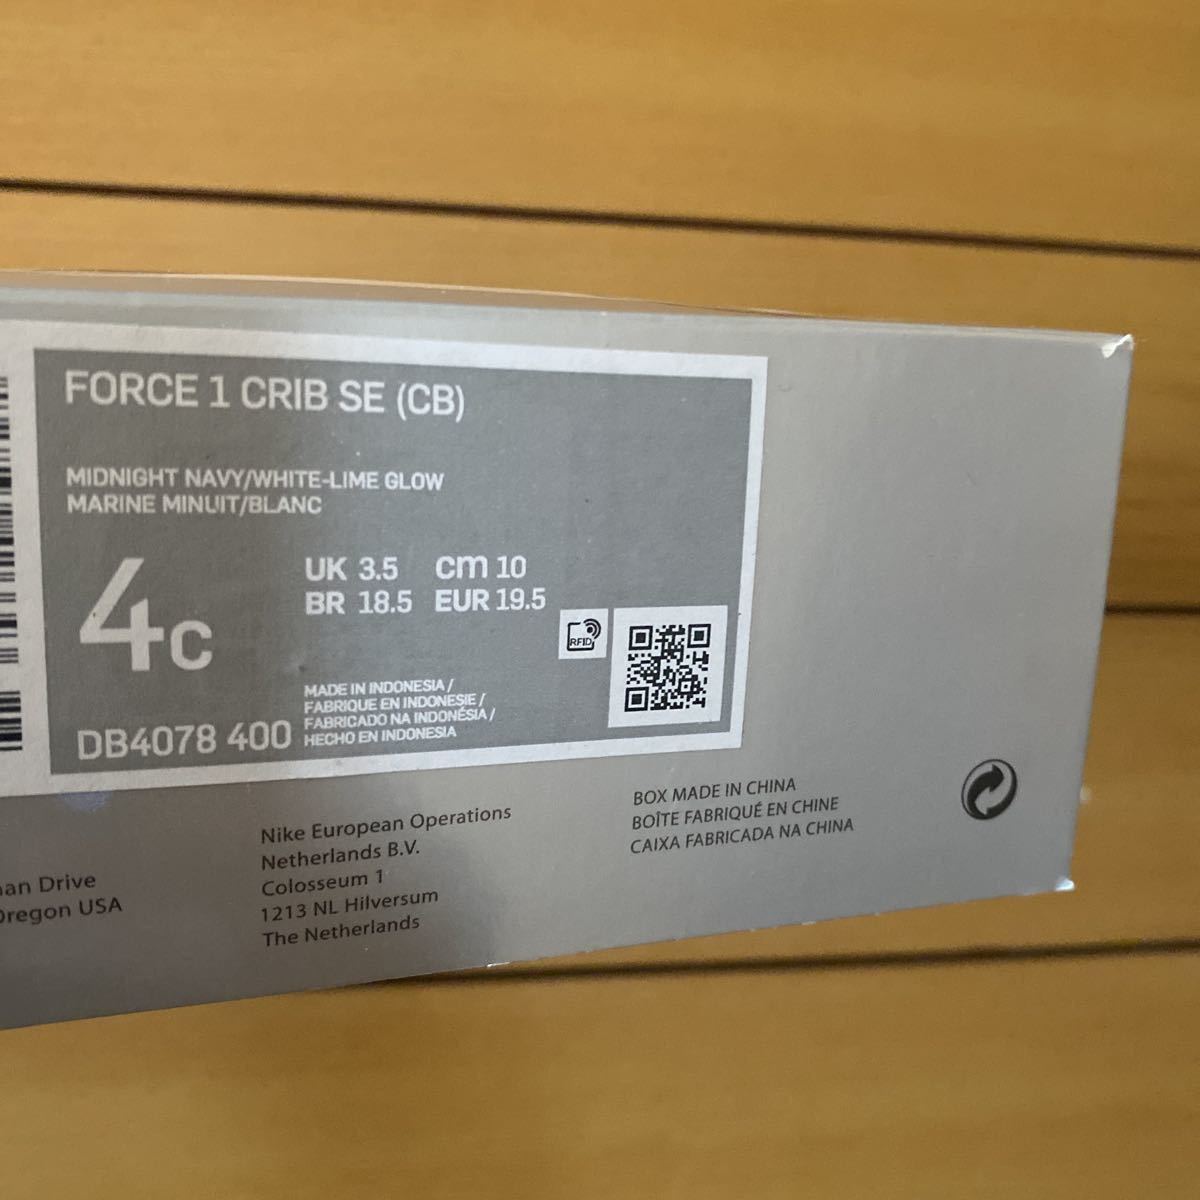 FORCE 1 CRIB SE (CB)
MIDNIGHT NAVY/WHITE-LIME GLOW
MARINE MINUIT/BLANC
4C
UK 3.5 cm 10
BR 18.5 EUR 19.5
RFID
MADE IN INDONESIA /
FABRIQUE EN INDONESIE /
FABRICADO NA INDONÉSIA /
HECHO EN INDONESIA
DB4078 400
Drive
Oregon USA
Nike European Operations
Netherlands B.V.
Colosseum 1
1213 NL Hilversum
The Netherlands
BOX MADE IN CHINA
BOÎTE FABRIQUÉ EN CHINE
CAIXA FABRICADA NA CHINA